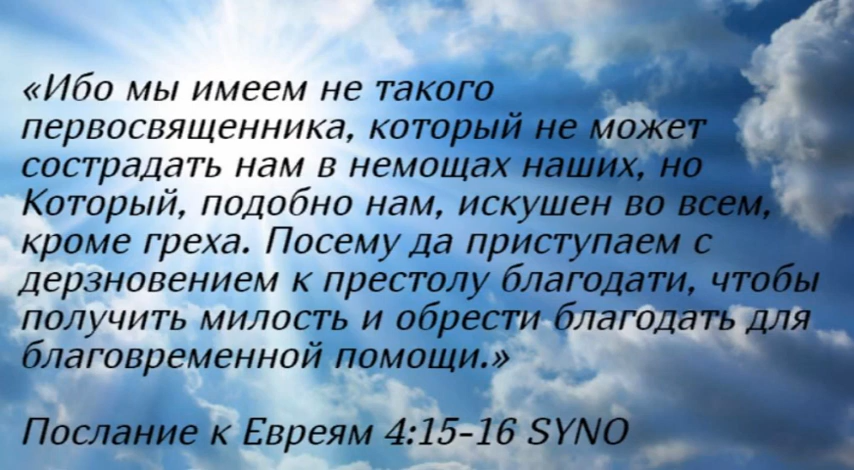 «Ибо мы имеем не такого
первосвященника, который не может
сострадать нам в немощах наших, но
Который, подобно нам, искушен во всем,
кроме греха. Посему да приступаем с
дерзновением к престолу благодати, чтобы
получить милость и обрести благодать для
благовременной помощи.»
Послание к Евреям 4:15-16 SYNO